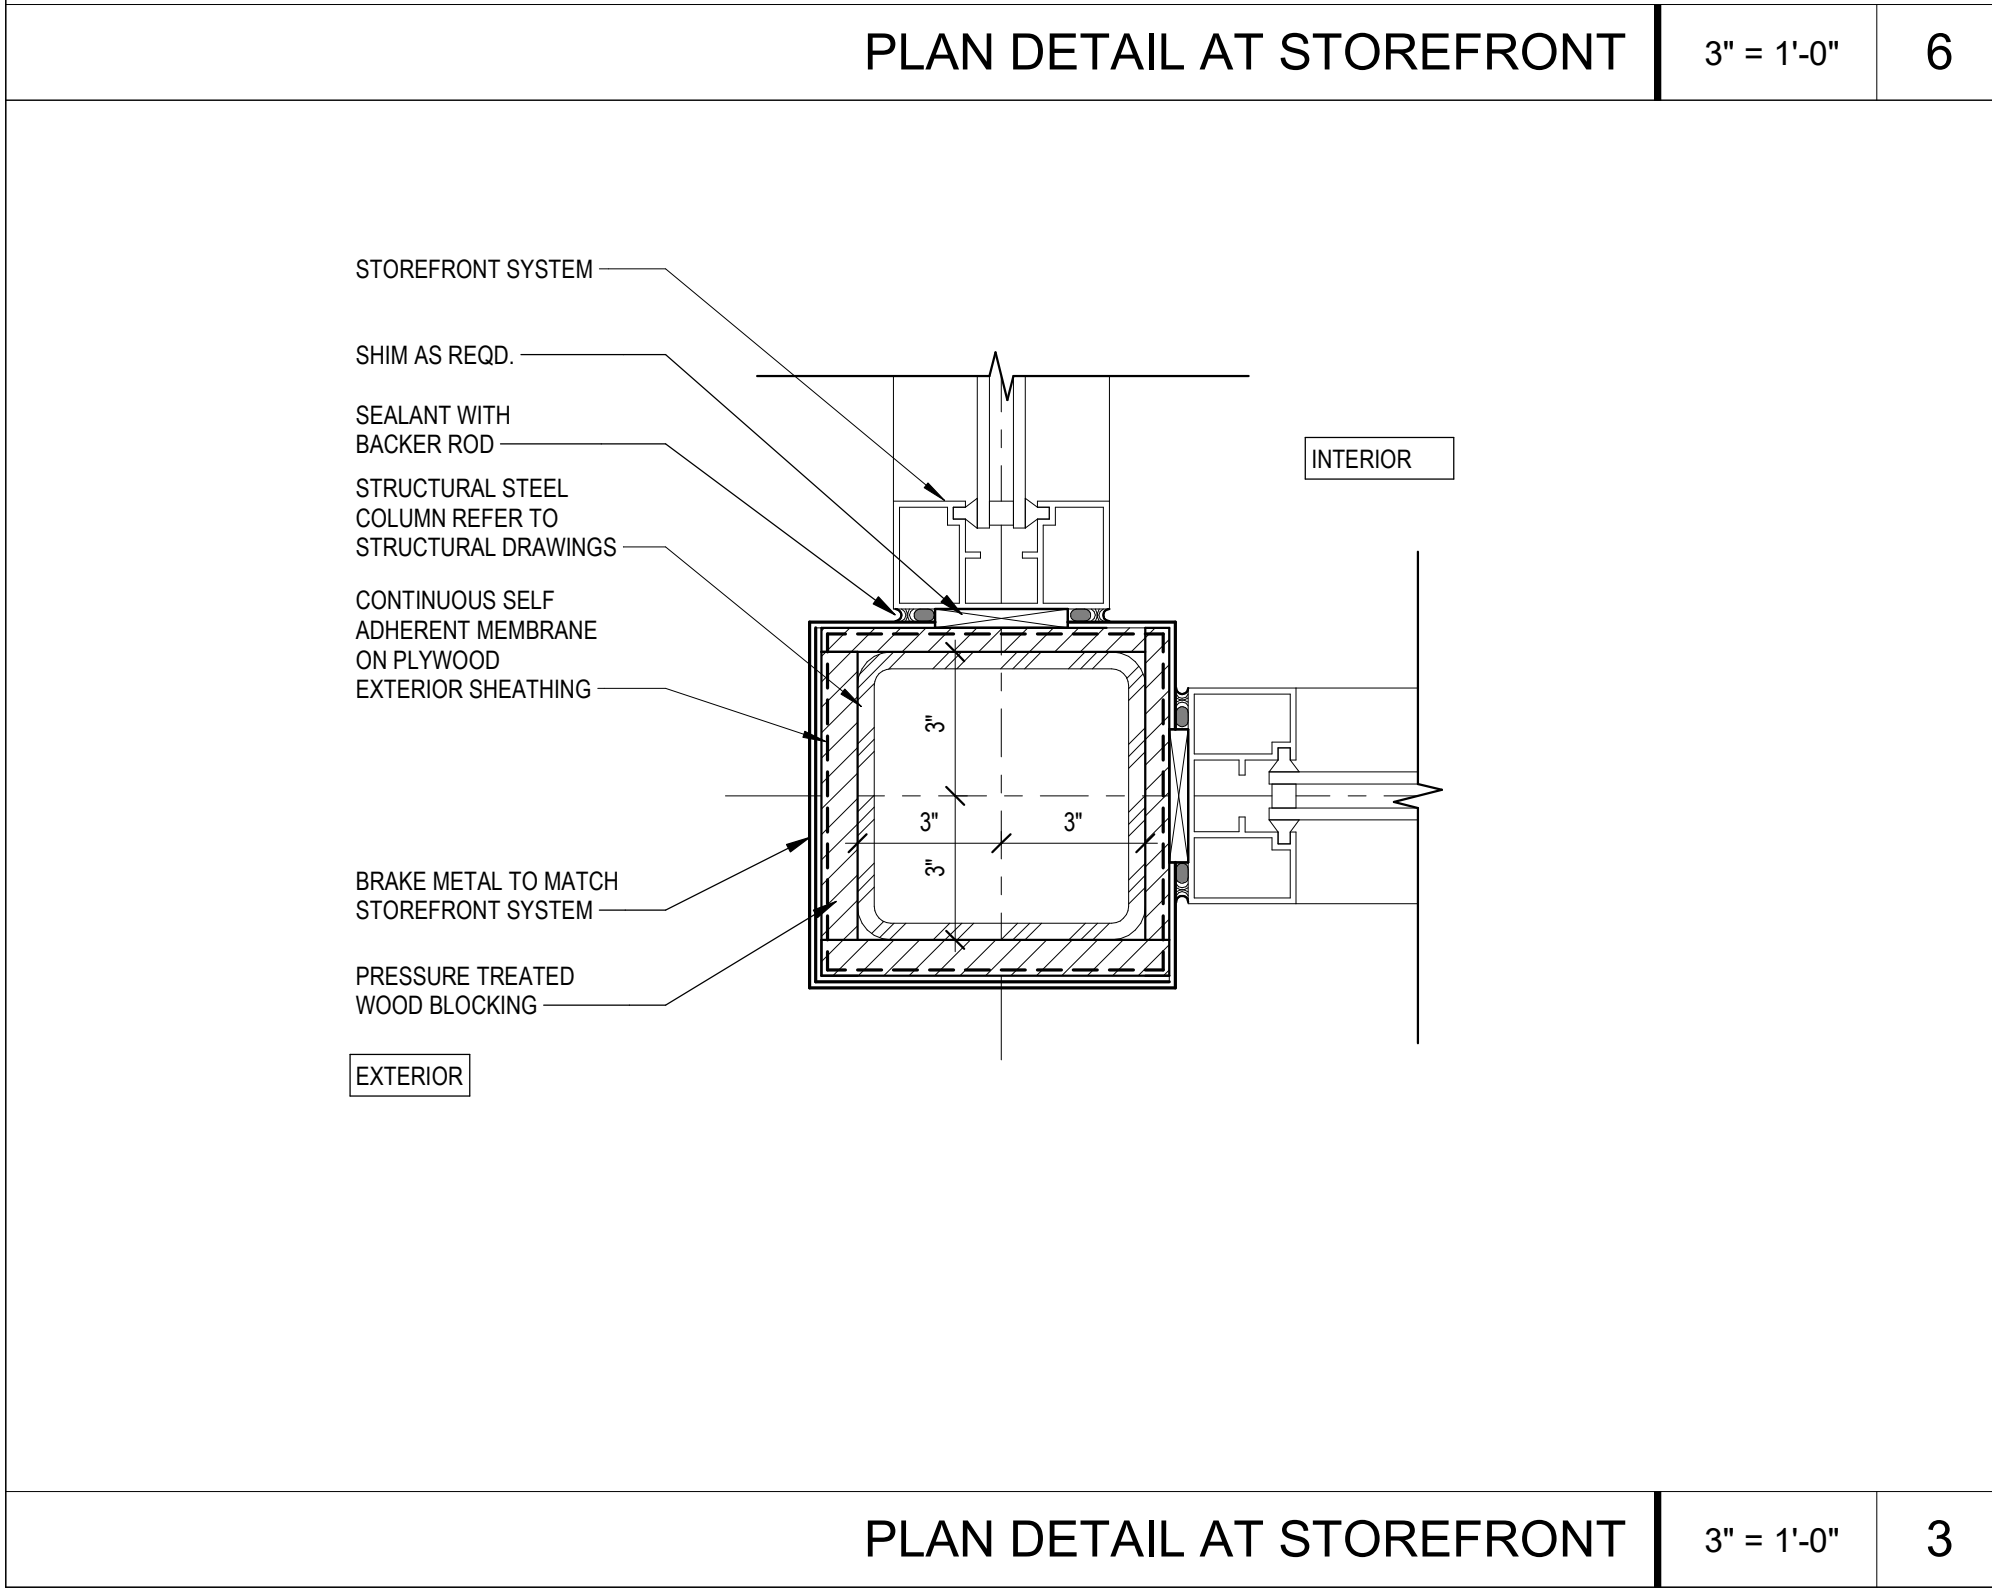 PLAN DETAIL AT STOREFRONT
3" = 1'-0"
6
STOREFRONT SYSTEM
SHIM AS REQD.
SEALANT WITH
BACKER ROD
INTERIOR
STRUCTURAL STEEL
COLUMN REFER TO
STRUCTURAL DRAWINGS
CONTINUOUS SELF
ADHERENT MEMBRANE
ON PLYWOOD
EXTERIOR SHEATHING
3"
3"
3"
3"
BRAKE METAL TO MATCH
STOREFRONT SYSTEM
PRESSURE TREATED
WOOD BLOCKING
EXTERIOR
PLAN DETAIL AT STOREFRONT
3" = 1'-0"
3